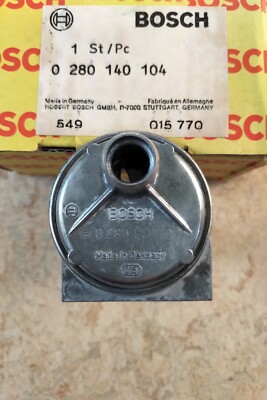 BOSCH
1 St/Pc
0 280 140 104
Made in Germany Fabriqué en Allemagne
ROBERT BOSCH GMBH, D-7000 STUTTGART, GERMANY
549 015 770
BOSCH
Made in Germany